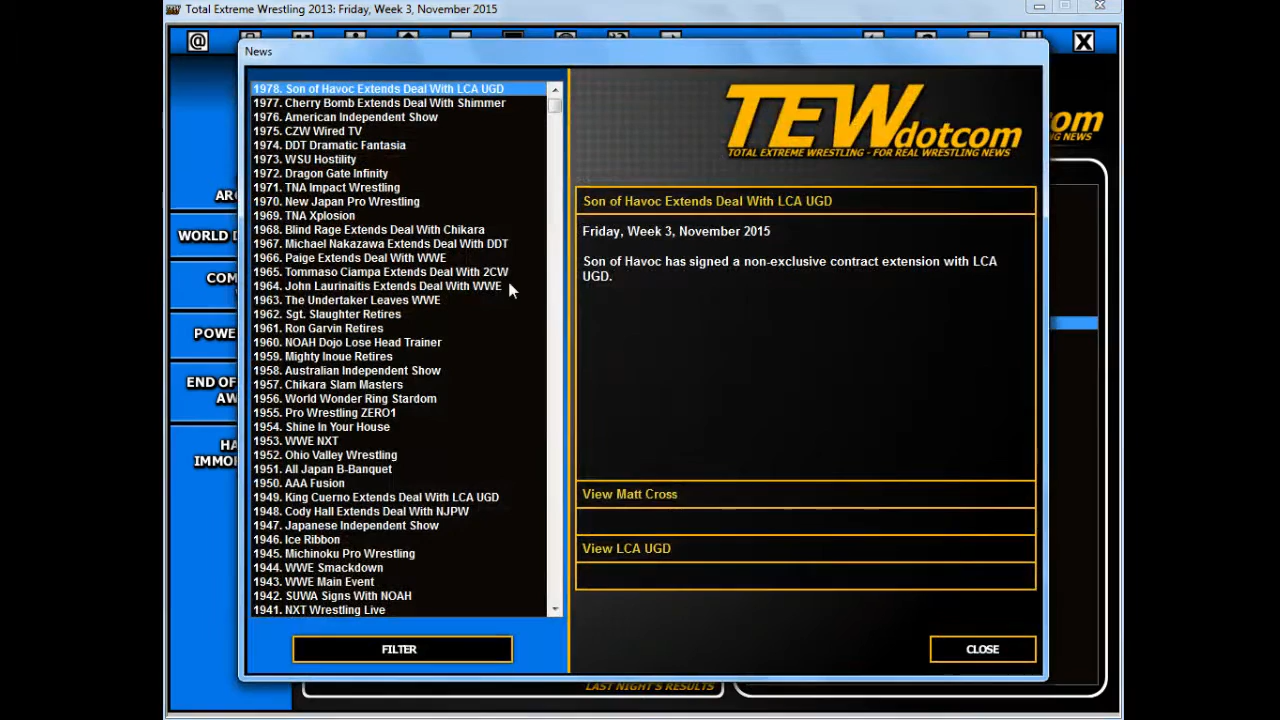 Total Extreme Wrestling 2013: Friday, Week 3, November 2015
@
X
News
1978. Son of Havoc Extends Deal With LCA UGD
1977. Cherry Bomb Extends Deal With Shimmer
1976. American Independent Show
1975. CZW Wired TV
1974. DDT Dramatic Fantasia
1973. WSU Hostility
1972. Dragon Gate Infinity
1971. TNA Impact Wrestling
1970. New Japan Pro Wrestling
1969. TNA Xplosion
1968. Blind Rage Extends Deal With Chikara
1967. Michael Nakazawa Extends Deal With DDT
1966. Paige Extends Deal With WWE
1965. Tommaso Ciampa Extends Deal With 2CW
1964. John Laurinaitis Extends Deal With WWE
1963. The Undertaker Leaves WWE
1962. Sgt. Slaughter Retires
1961. Ron Garvin Retires
1960. NOAH Dojo Lose Head Trainer
1959. Mighty Inoue Retires
1958. Australian Independent Show
1957. Chikara Slam Masters
1956. World Wonder Ring Stardom
1955. Pro Wrestling ZERO1
1954. Shine In Your House
1953. WWE NXT
1952. Ohio Valley Wrestling
1951. All Japan B-Banquet
1950. AAA Fusion
1949. King Cuerno Extends Deal With LCA UGD
1948. Cody Hall Extends Deal With NJPW
1947. Japanese Independent Show
1946. Ice Ribbon
1945. Michinoku Pro Wrestling
1944. WWE Smackdown
1943. WWE Main Event
1942. SUWA Signs With NOAH
1941. NXT Wrestling Live
FILTER
TEWdotcom
TOTAL EXTREME WRESTLING - FOR REAL WRESTLING NEWS
Son of Havoc Extends Deal With LCA UGD
Friday, Week 3, November 2015
Son of Havoc has signed a non-exclusive contract extension with LCA
UGD.
View Matt Cross
View LCA UGD
CLOSE
AR
WORLD
CO
POWE
END OF
AW
HA
IMMO
com
NG NEWS
LAST NIGHT'S RESULTS